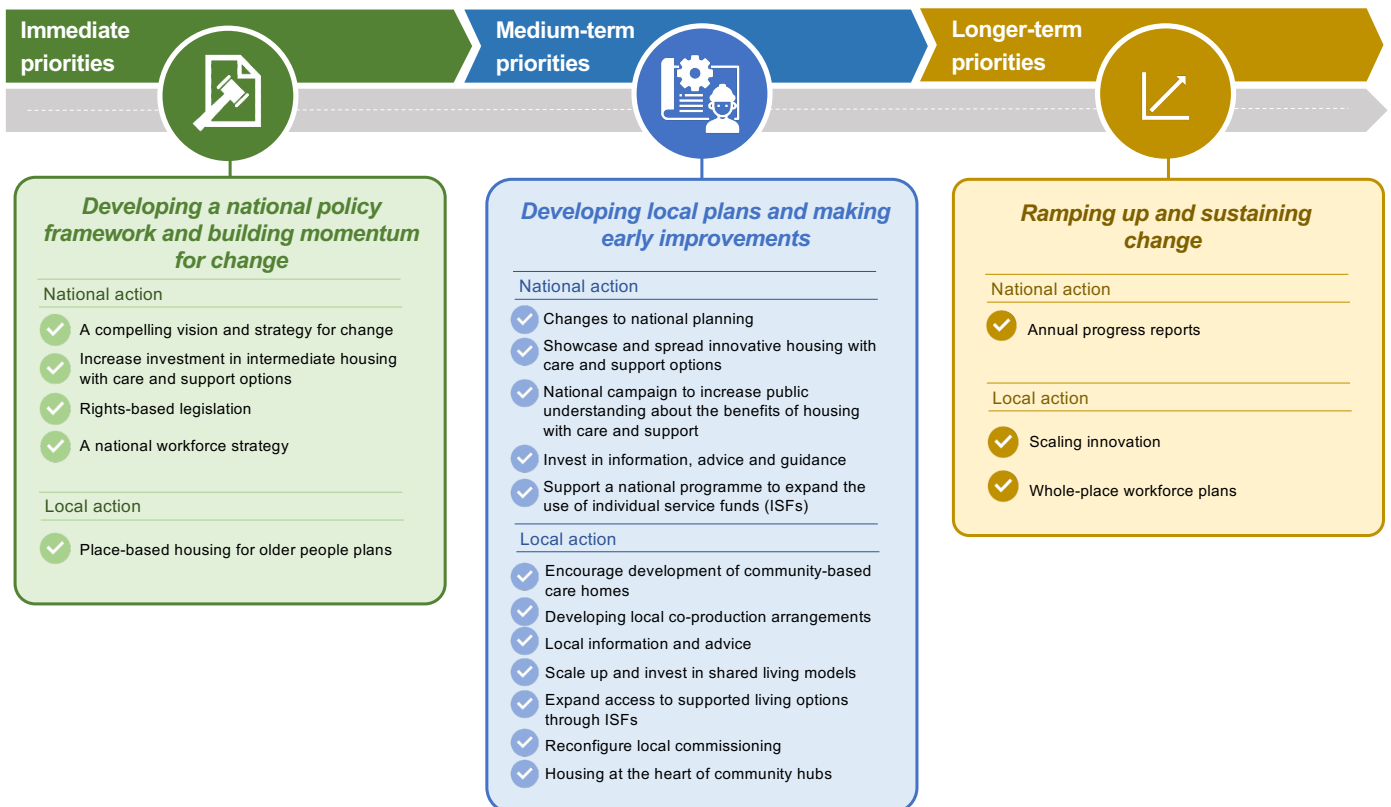 Immediate
priorities
Medium-term
priorities
Longer-term
priorities
Developing a national policy
framework and building momentum
for change
National action
A compelling vision and strategy for change
Increase investment in intermediate housing
with care and support options
Rights-based legislation
A national workforce strategy
Local action
Place-based housing for older people plans
Developing local plans and making
early improvements
National action
Changes to national planning
Showcase and spread innovative housing with
care and support options
National campaign to increase public
understanding about the benefits of housing
with care and support
Invest in information, advice and guidance
Support a national programme to expand the
use of individual service funds (ISFs)
Local action
Encourage development of community-based
care homes
Developing local co-production arrangements
Local information and advice
Scale up and invest in shared living models
Expand access to supported living options
through ISFs
Reconfigure local commissioning
Housing at the heart of community hubs
Ramping up and sustaining
change
National action
Annual progress reports
Local action
Scaling innovation
Whole-place workforce plans